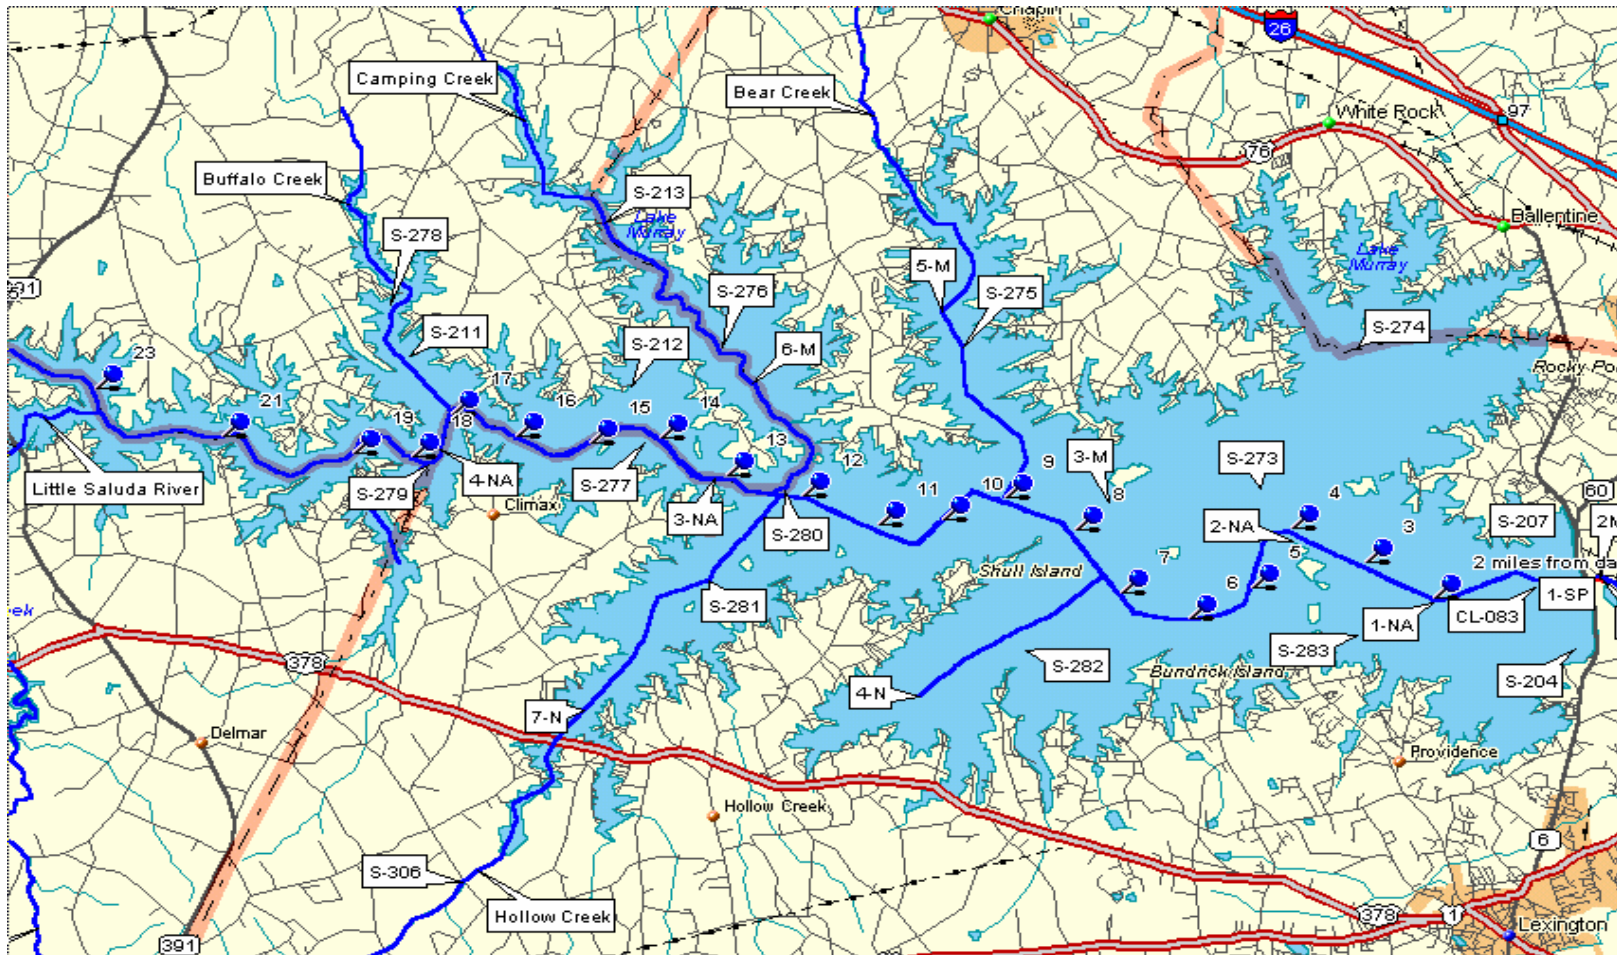 Chapin
26
Camping Creek
Bear Creek
97
White Rock
76
Buffalo Creek
S-213
Lake
Murray
S-278
Ballentine
Lake
Murray
5-M
S-275
S-276
391
S-211
S-212
S-274
6-M
Rocky Po
23
17
16
15
14
21
19
18
13
12
9
3-M
S-273
Little Saluda River
S-279
4-NA
S-277
3-NA
Climax
S-280
11
10
8
2-NA
4
60
S-207
2M
5
3
Shull Island
7
6
2 miles from da
S-281
1-NA
CL-083
1-SP
S-283
378
S-282
Bundrick Island
S-204
4-N
7-N
Delmar
Providence
Hollow Creek
6
S-306
Hollow Creek
378
1
Lexington
391